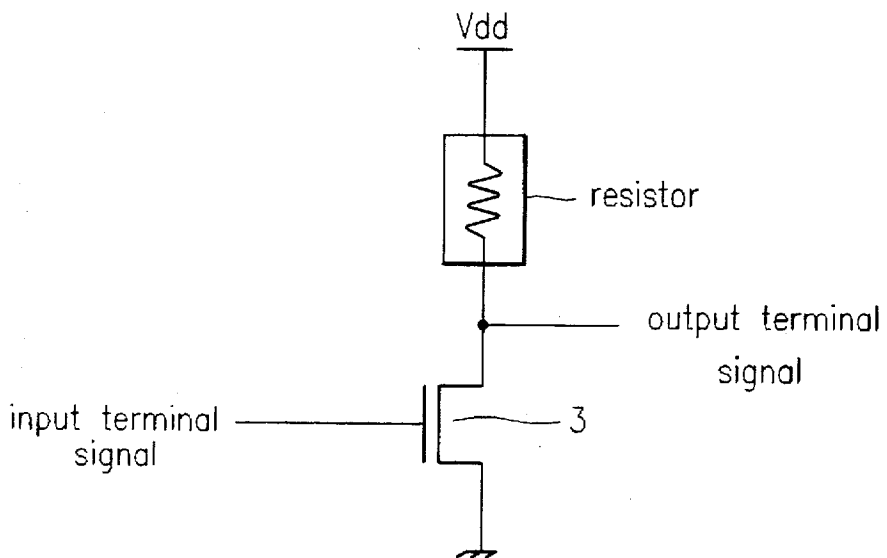 Vdd
resistor
output terminal
signal
3
input terminal
signal